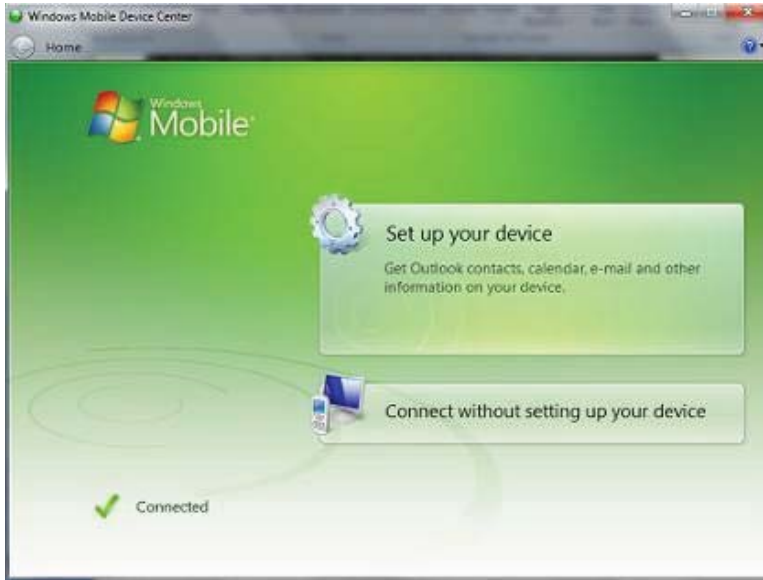 Windows Mobile Device Center
Home
Windows
Mobile
Set up your device
Get Outlook contacts, calendar, e-mail and other
information on your device.
Connect without setting up your device
Connected